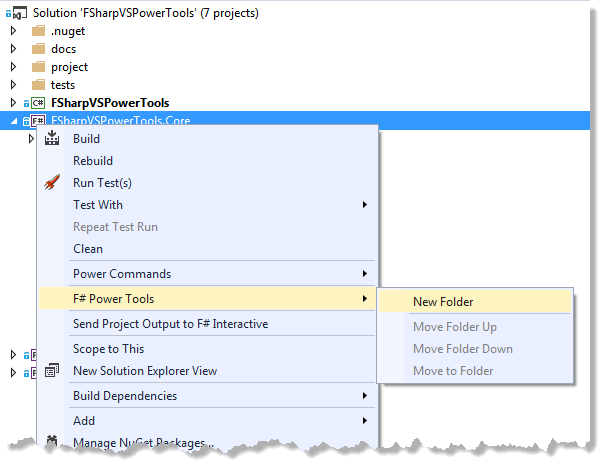 Solution 'FSharpVSPowerTools' (7 projects)
.nuget
docs
project
tests
C# FSharpVSPowerTools
F# FSharpVSPowerTools.Core
Build
Rebuild
Run Test(s)
Test With
Repeat Test Run
Clean
Power Commands
F# Power Tools
New Folder
Move Folder Up
Move Folder Down
Move to Folder
Send Project Output to F# Interactive
Scope to This
New Solution Explorer View
Build Dependencies
Add
Manage NuGet Packages...